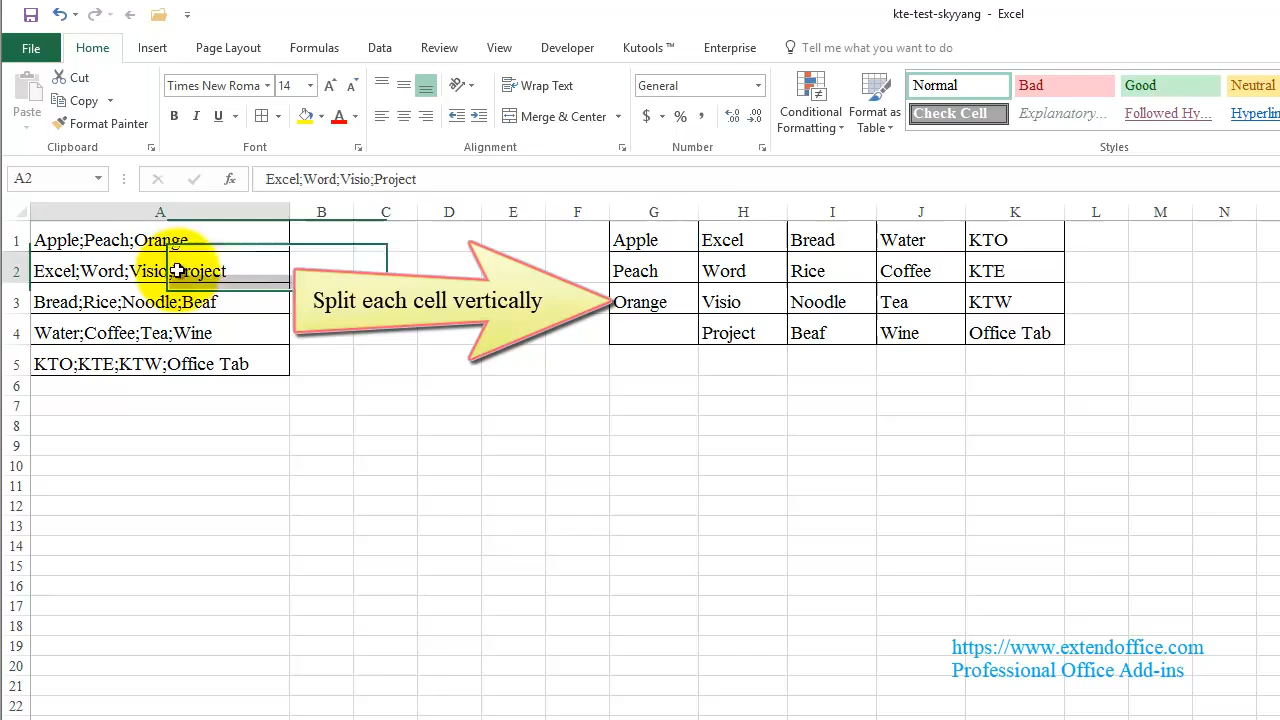 kte-test-skyyang - Excel
File Home Insert Page Layout Formulas Data Review View Developer Kutools ™ Enterprise Tell me what you want to do
Cut
Copy
Format Painter
Paste
Clipboard
Times New Roma 14
B I U A
Font
Wrap Text
Merge & Center
Alignment
General
$ % ,
Number
Conditional
Formatting
Format as
Table
Normal Bad Good Neutral
Check Cell Explanatory... Followed Hy... Hyperlin
Styles
A2 fx Excel;Word;Visio;Project
A B C D E F G H I J K L M N
1 Apple;Peach;Orange Apple Excel Bread Water KTO
2 Excel;Word;Visio;Project Peach Word Rice Coffee KTE
3 Bread;Rice;Noodle;Beaf Orange Visio Noodle Tea KTW
4 Water;Coffee;Tea;Wine Project Beaf Wine Office Tab
5 KTO;KTE;KTW;Office Tab
Split each cell vertically
6
7
8
9
10
11
12
13
14
15
16
17
18
19
20
21
22
https://www.extendoffice.com
Professional Office Add-ins